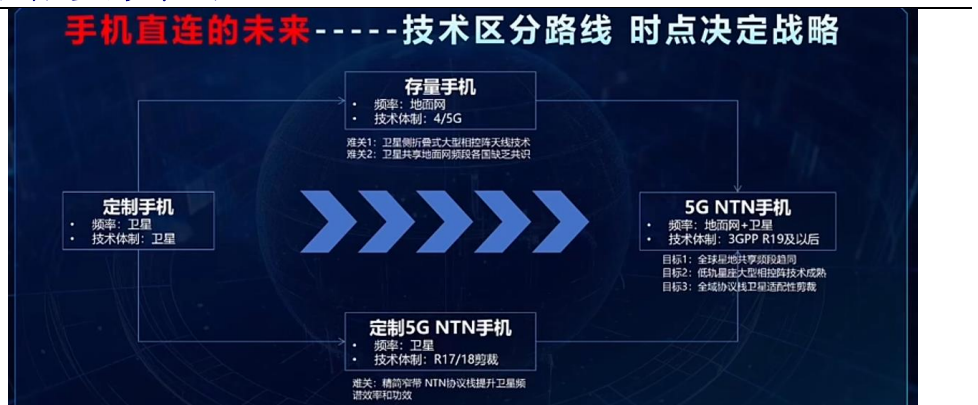 手机直连的未来-----技术区分路线 时点决定战略
存量手机
• 频率：地面网
• 技术体制：4/5G
难关1：卫星侧折叠式大型相控阵天线技术
难关2：卫星共享地面网频段各国缺乏共识
定制手机
• 频率：卫星
• 技术体制：卫星
5G NTN手机
• 频率：地面网+卫星
• 技术体制：3GPP R19及以后
目标1：全球星地共享频段趋同
目标2：低轨星座大型相控阵技术成熟
目标3：全域协议栈卫星适配性剪裁
定制5G NTN手机
• 频率：卫星
• 技术体制：R17/18剪裁
难关：精简窄带 NTN协议栈提升卫星频
谱效率和功效